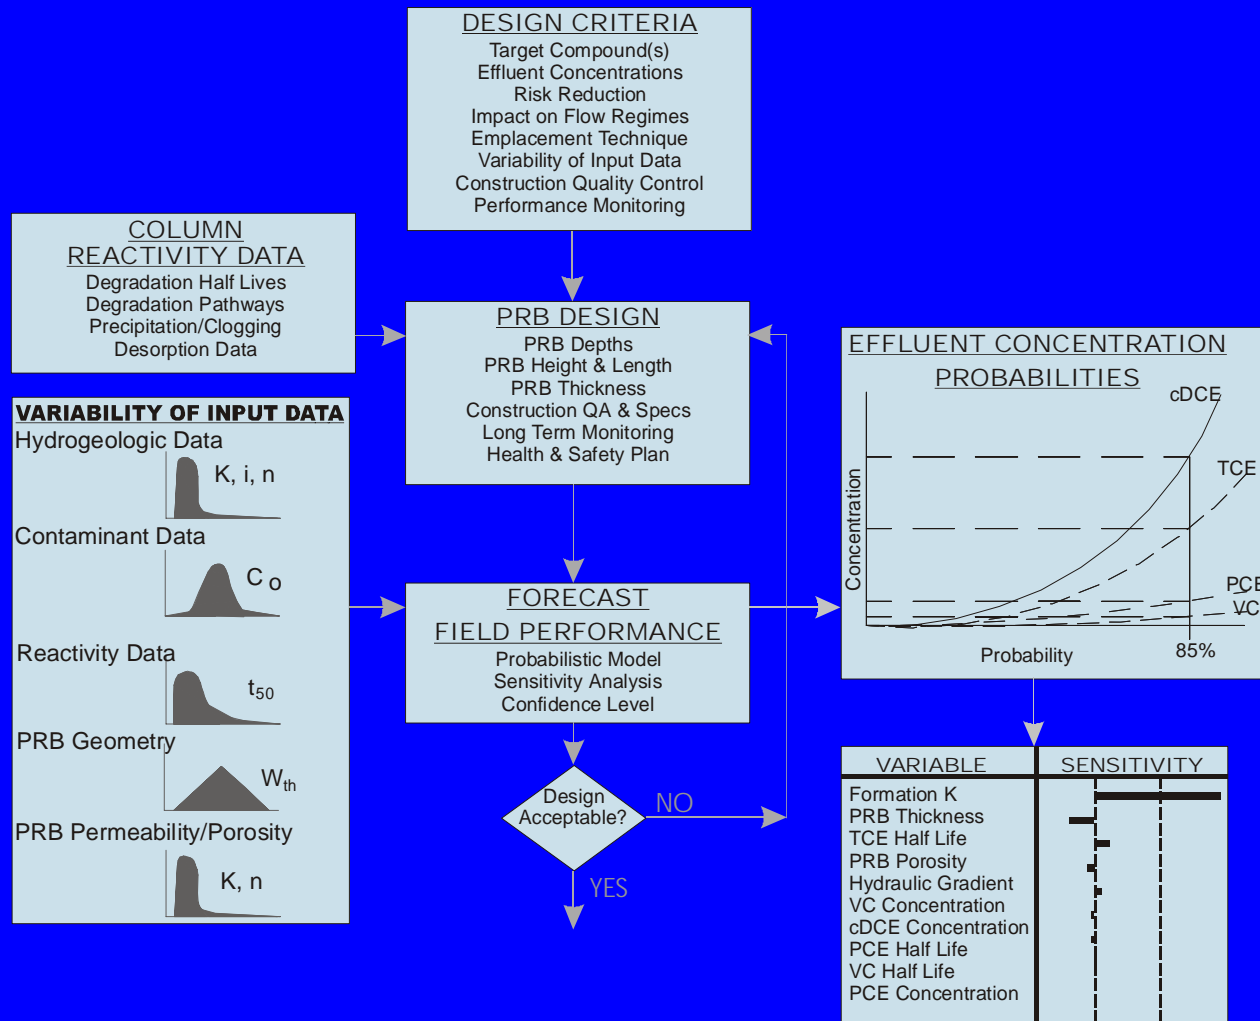 DESIGN CRITERIA
Target Compound(s)
Effluent Concentrations
Risk Reduction
Impact on Flow Regimes
Emplacement Technique
Variability of Input Data
Construction Quality Control
Performance Monitoring
COLUMN
REACTIVITY DATA
Degradation Half Lives
Degradation Pathways
Precipitation/Clogging
Desorption Data
PRB DESIGN
PRB Depths
PRB Height & Length
PRB Thickness
Construction QA & Specs
Long Term Monitoring
Health & Safety Plan
VARIABILITY OF INPUT DATA
Hydrogeologic Data
K, i, n
Contaminant Data
C o
Reactivity Data
t50
PRB Geometry
Wth
PRB Permeability/Porosity
K, n
FORECAST
FIELD PERFORMANCE
Probabilistic Model
Sensitivity Analysis
Confidence Level
Design
Acceptable?
NO
YES
EFFLUENT CONCENTRATION
PROBABILITIES
cDCE
TCE
PCE
VC
Concentration
Probability
85%
VARIABLE SENSITIVITY
Formation K
PRB Thickness
TCE Half Life
PRB Porosity
Hydraulic Gradient
VC Concentration
cDCE Concentration
PCE Half Life
VC Half Life
PCE Concentration